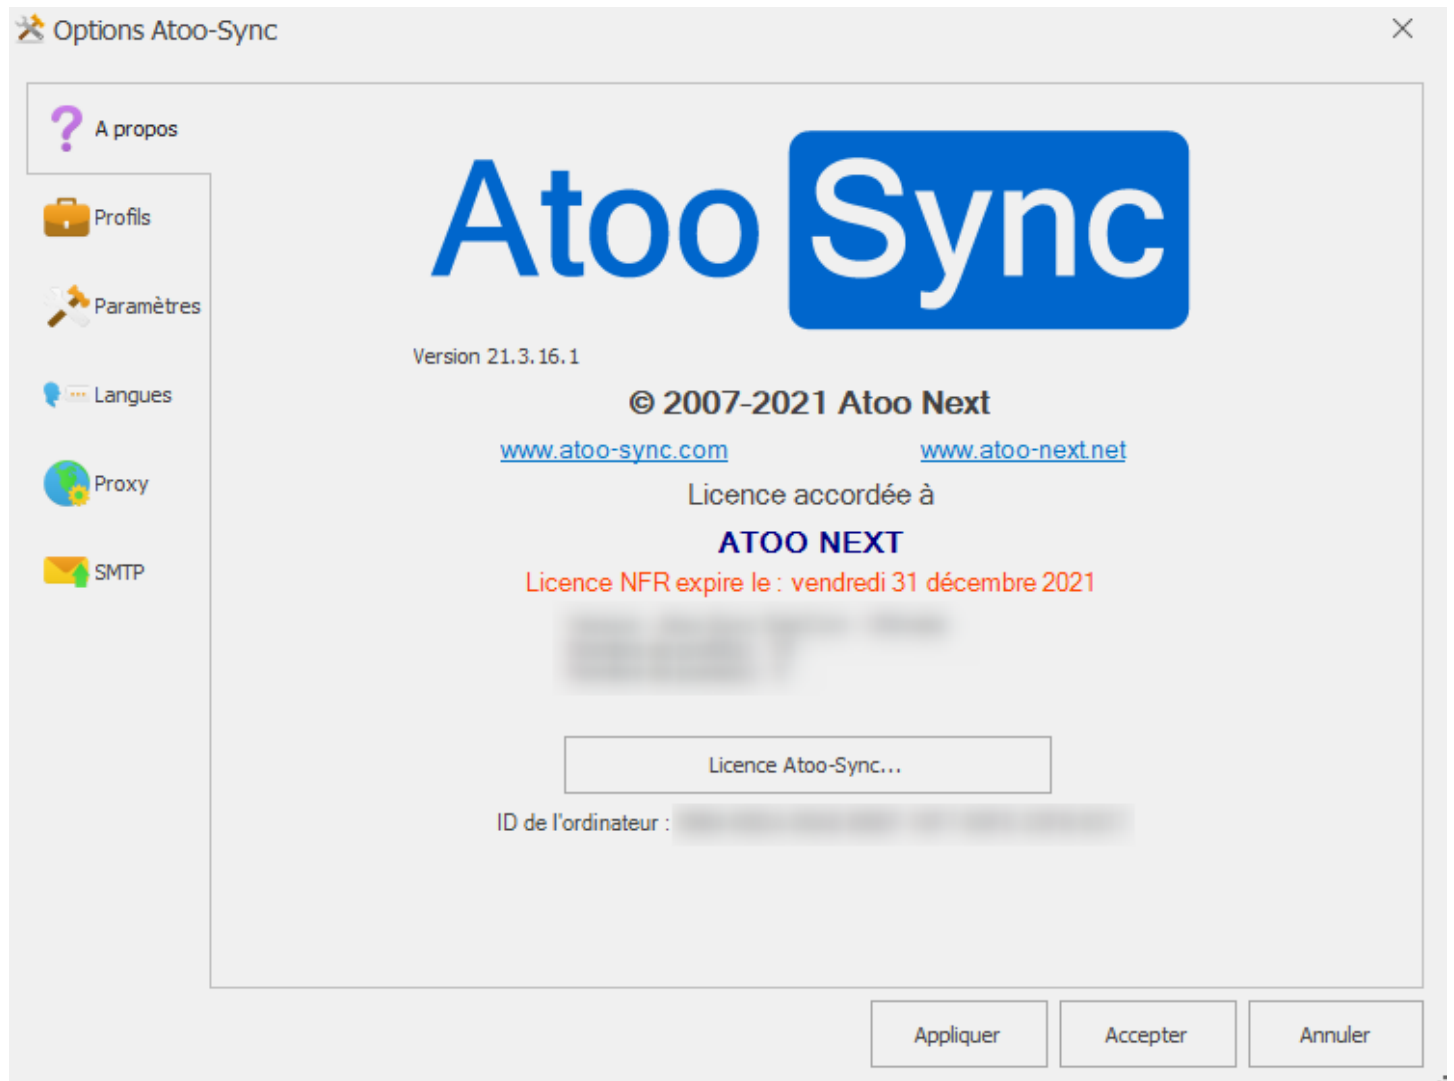 Options Atoo-Sync
A propos
Profils
Paramètres
Langues
Proxy
SMTP
Atoo Sync
Version 21.3.16.1
© 2007-2021 Atoo Next
www.atoo-sync.com www.atoo-next.net
Licence accordée à
ATOO NEXT
Licence NFR expire le : vendredi 31 décembre 2021
Licence Atoo-Sync...
ID de l'ordinateur :
Appliquer Accepter Annuler